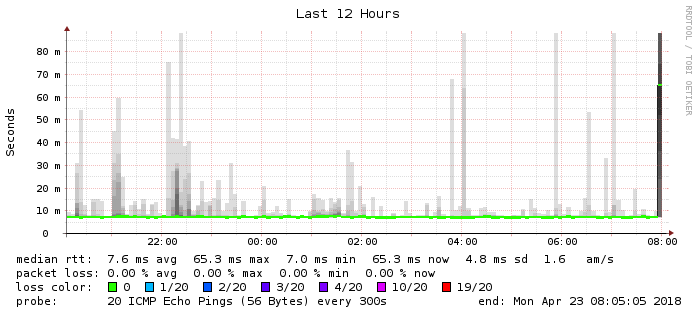 Last 12 Hours
RRDTOOL / TOBI OETIKER
Seconds
80 m
70 m
60 m
50 m
40 m
30 m
20 m
10 m
0
22:00 00:00 02:00 04:00 06:00 08:00
median rtt: 7.6 ms avg 65.3 ms max 7.0 ms min 65.3 ms now 4.8 ms sd 1.6 am/s
packet loss: 0.00 % avg 0.00 % max 0.00 % min 0.00 % now
loss color: 0 1/20 2/20 3/20 4/20 10/20 19/20
probe: 20 ICMP Echo Pings (56 Bytes) every 300s end: Mon Apr 23 08:05:05 2018